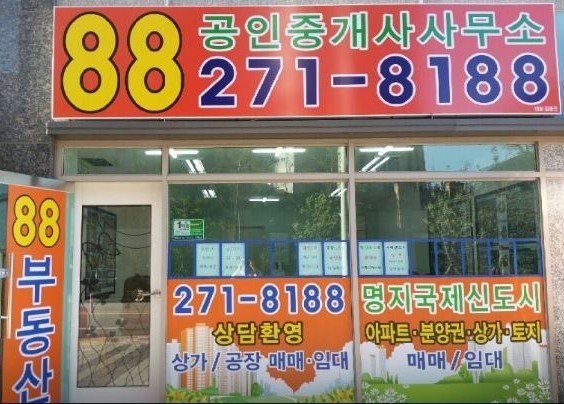 88 공인중개사사무소
271-8188
88 부동산
271-8188
상담환영
상가/공장 매매·임대
명지국제신도시
아파트·분양권·상가·토지
매매/임대